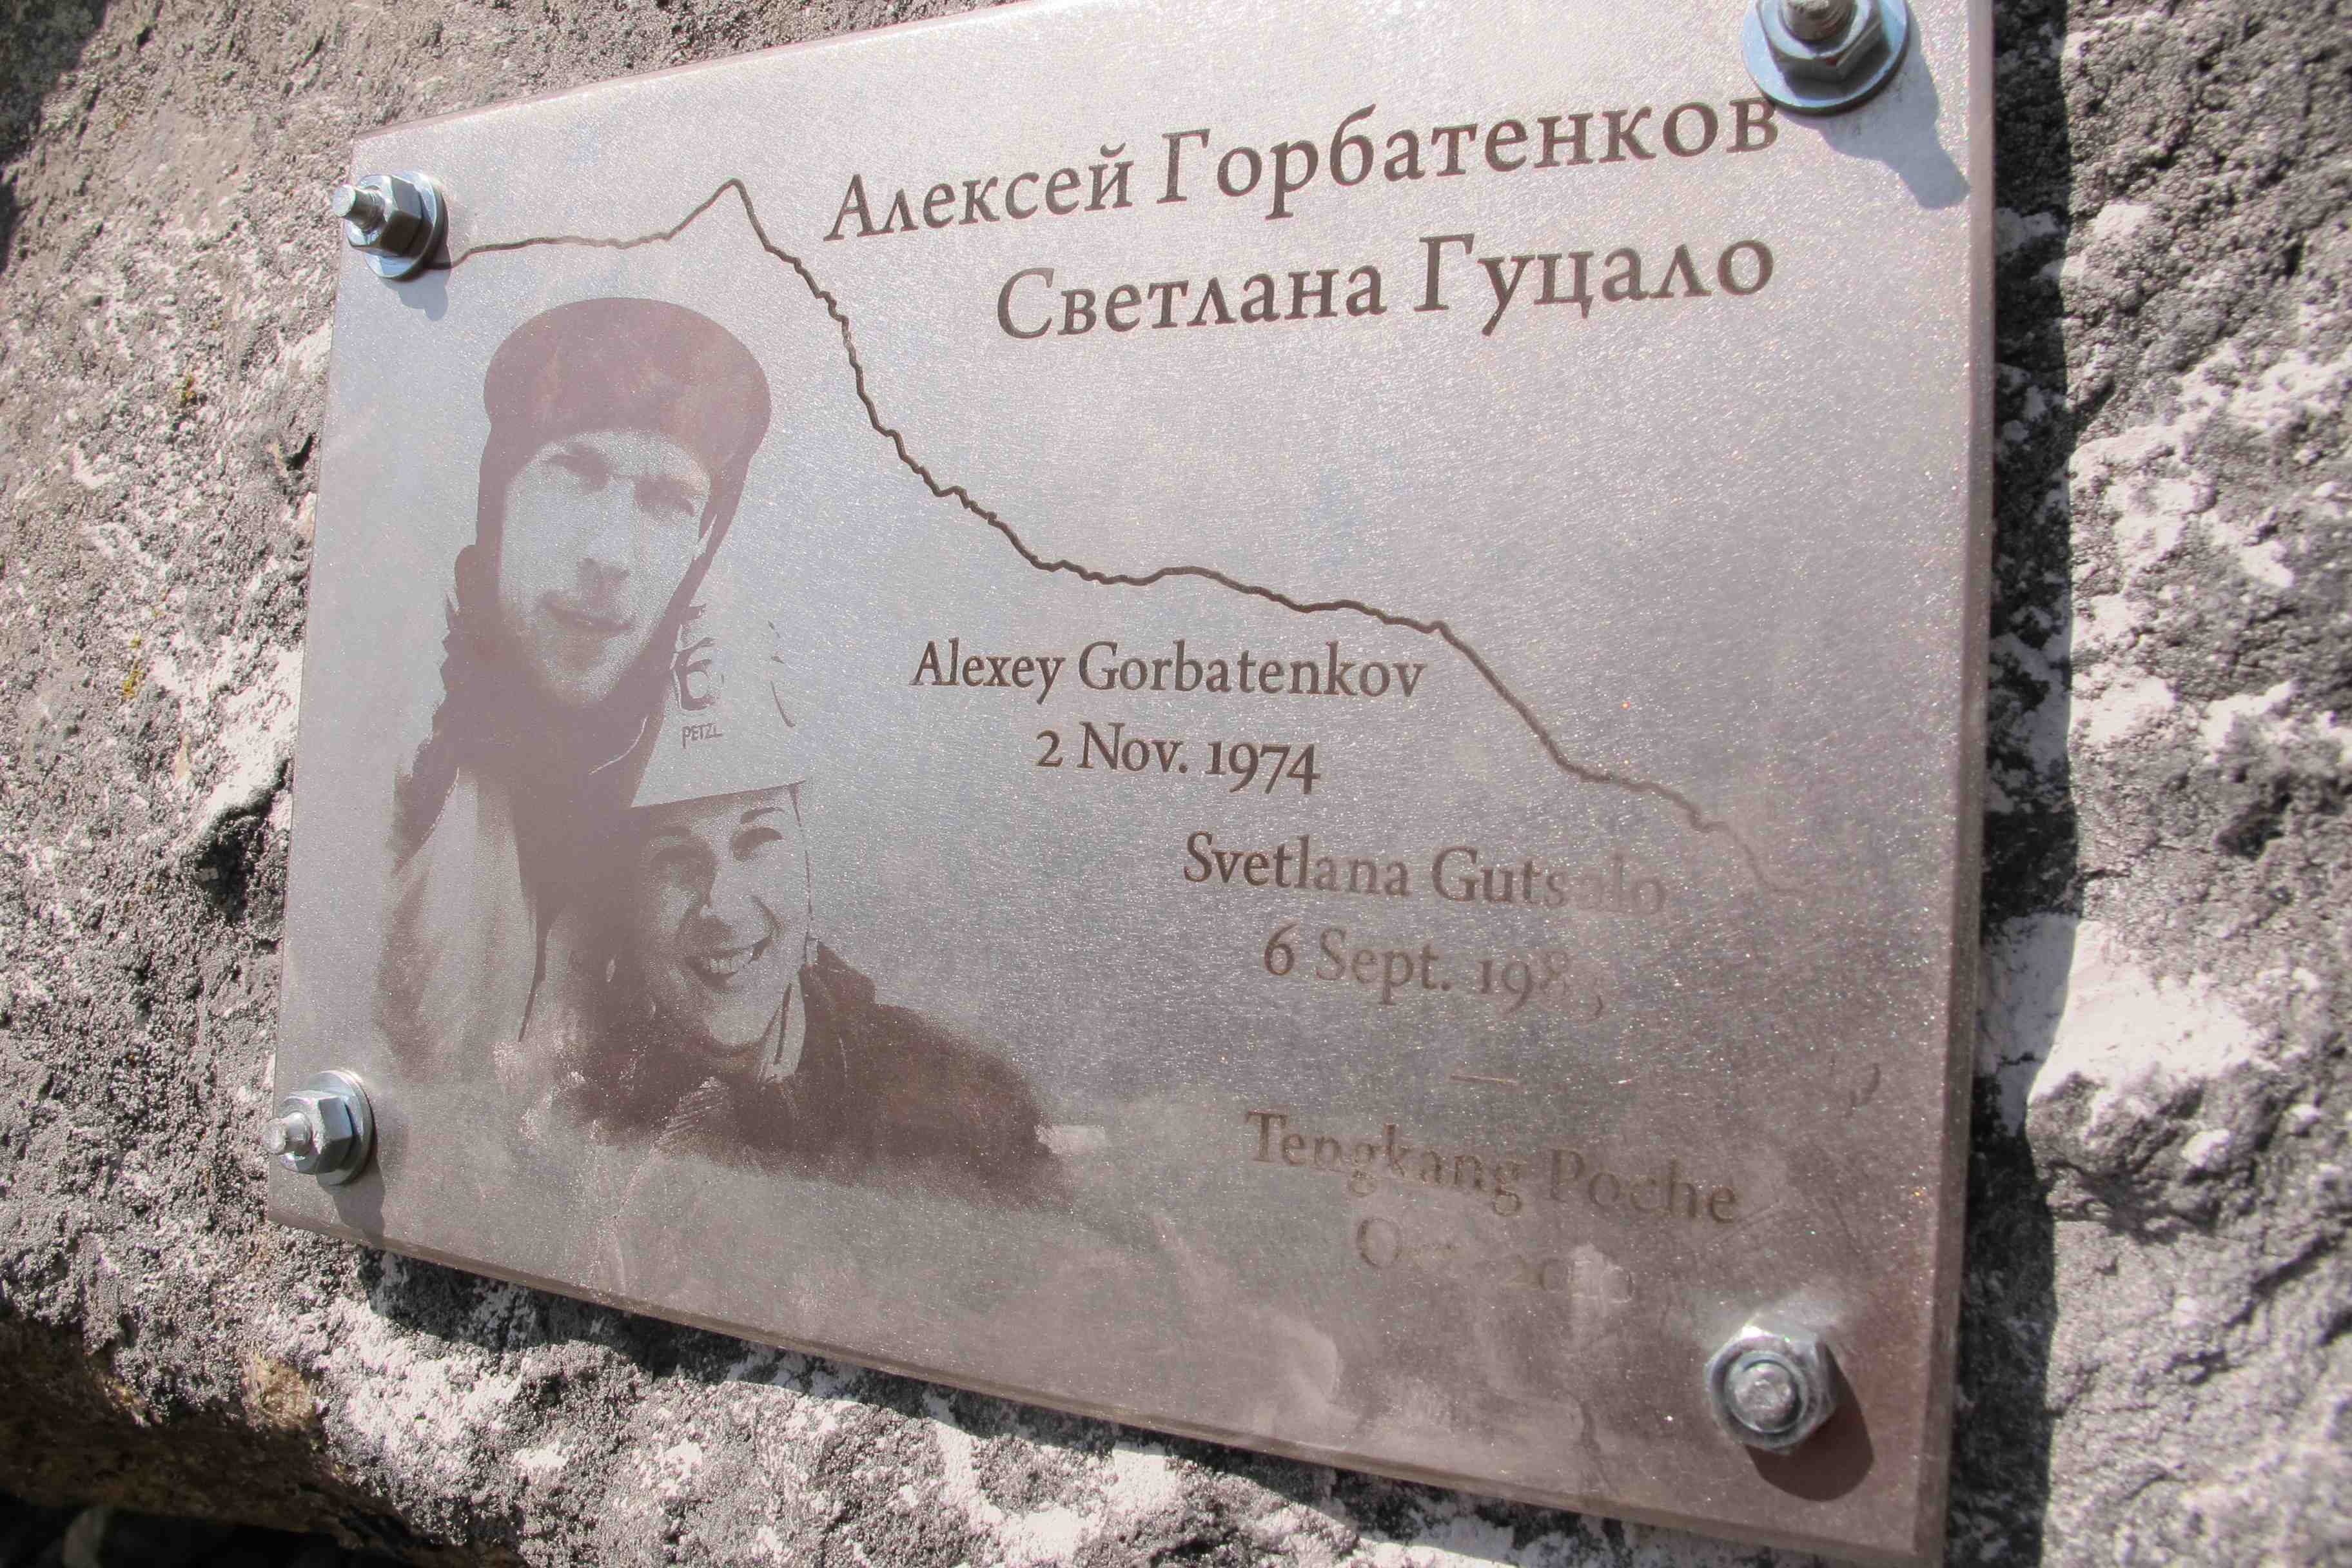 Алексей Горбатенков
Светлана Гуцало
PETZL
Alexey Gorbatenkov
2 Nov. 1974
Svetlana Gutsalo
6 Sept.
Tengkang Poche